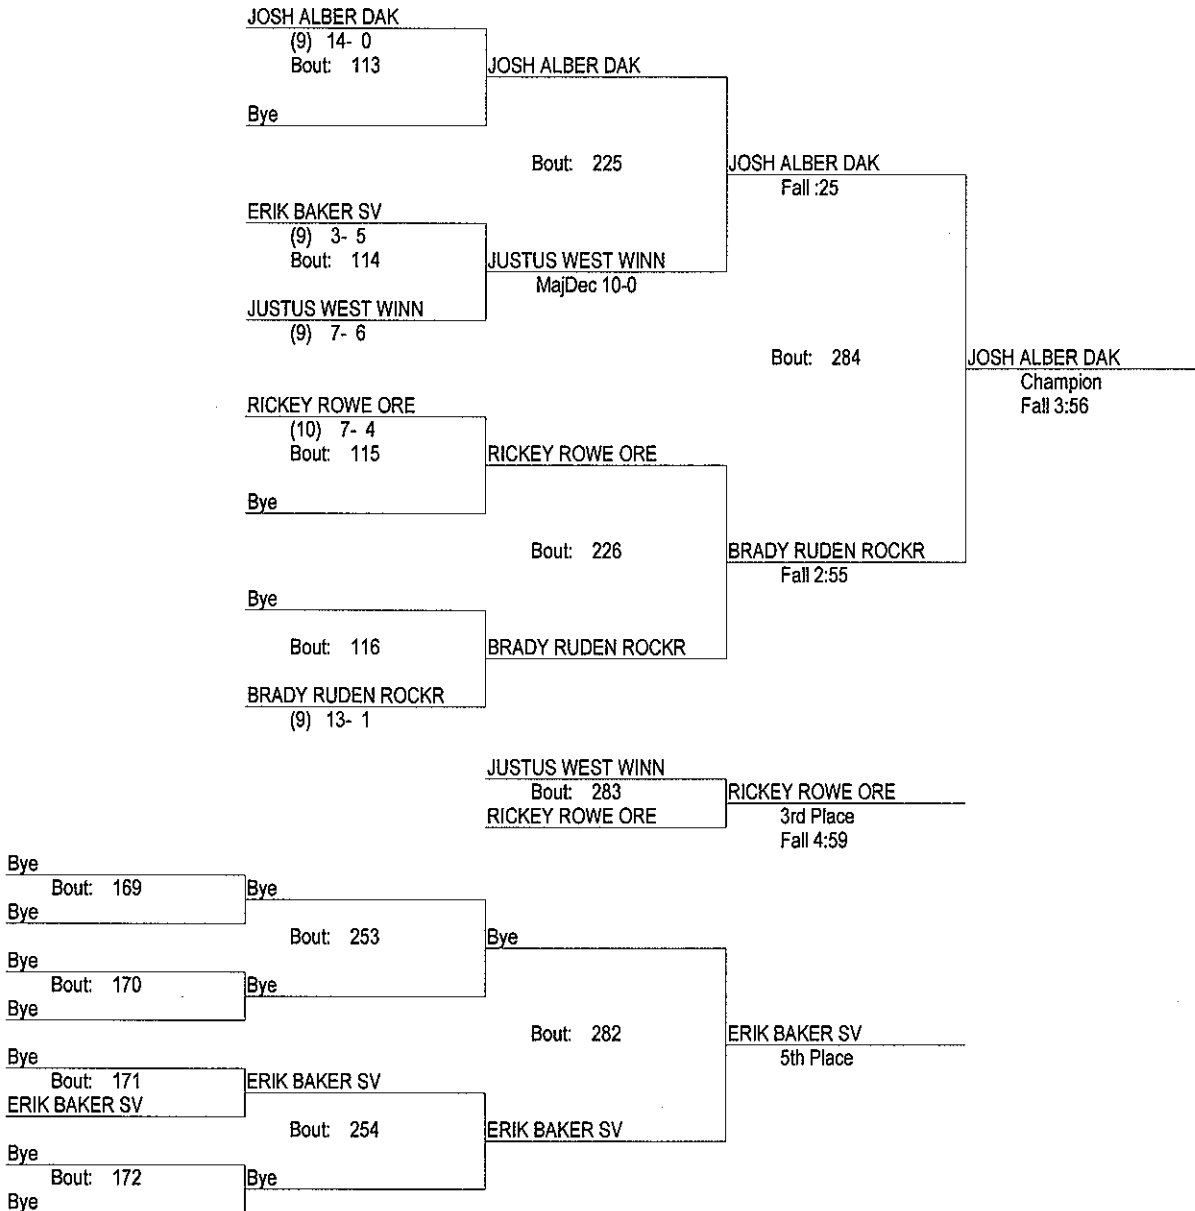 JOSH ALBER DAK
(9) 14- 0
Bout: 113
JOSH ALBER DAK
Bye
Bout: 225
JOSH ALBER DAK
Fall :25
ERIK BAKER SV
(9) 3- 5
Bout: 114
JUSTUS WEST WINN
MajDec 10-0
JUSTUS WEST WINN
(9) 7- 6
Bout: 284
JOSH ALBER DAK
Champion
Fall 3:56
RICKEY ROWE ORE
(10) 7- 4
Bout: 115
RICKEY ROWE ORE
Bye
Bout: 226
BRADY RUDEN ROCKR
Fall 2:55
Bye
Bout: 116
BRADY RUDEN ROCKR
BRADY RUDEN ROCKR
(9) 13- 1
JUSTUS WEST WINN
Bout: 283
RICKEY ROWE ORE
RICKEY ROWE ORE
3rd Place
Fall 4:59
Bye
Bout: 169
Bye
Bye
Bout: 253
Bye
Bye
Bout: 170
Bye
Bye
Bout: 282
ERIK BAKER SV
5th Place
Bye
Bout: 171
ERIK BAKER SV
ERIK BAKER SV
Bout: 254
ERIK BAKER SV
Bye
Bout: 172
Bye
Bye